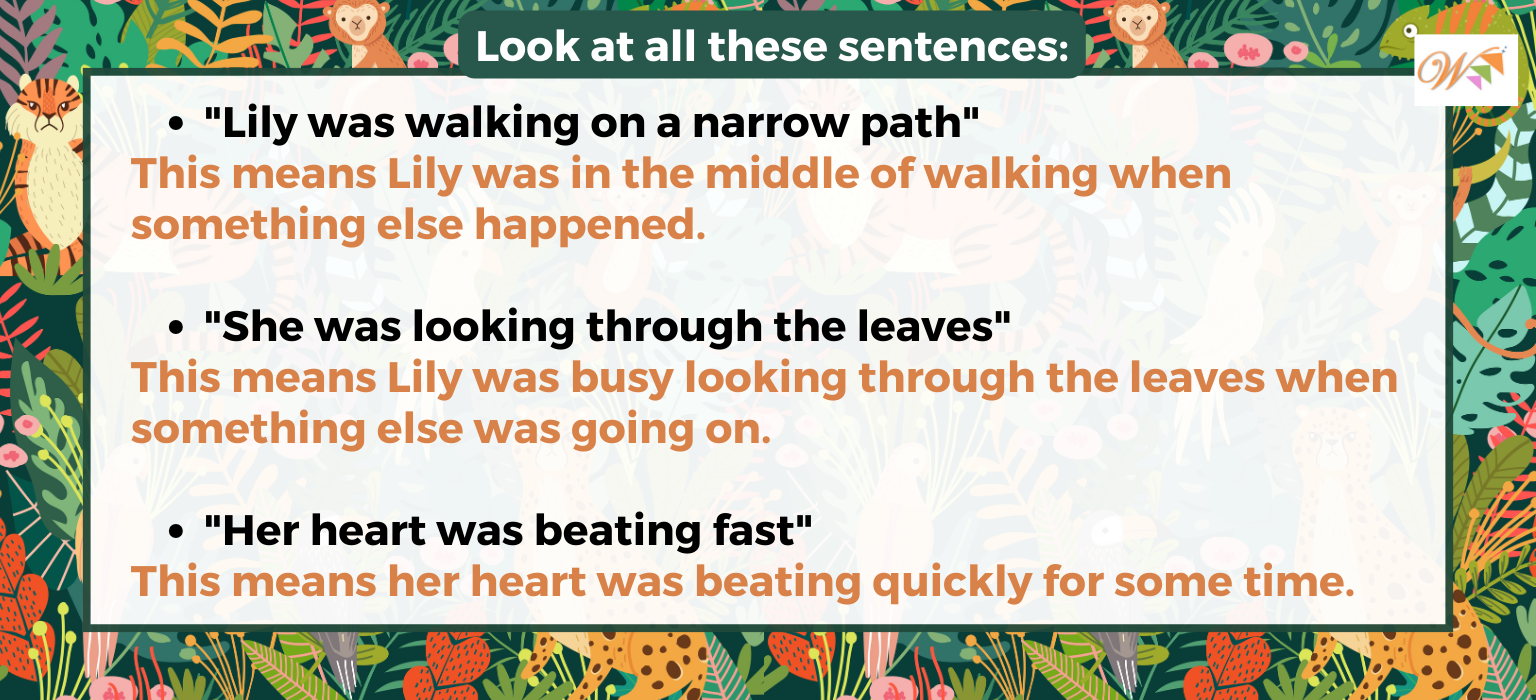 Look at all these sentences:
W
• "Lily was walking on a narrow path"
This means Lily was in the middle of walking when
something else happened.
• "She was looking through the leaves"
This means Lily was busy looking through the leaves when
something else was going on.
• "Her heart was beating fast"
This means her heart was beating quickly for some time.